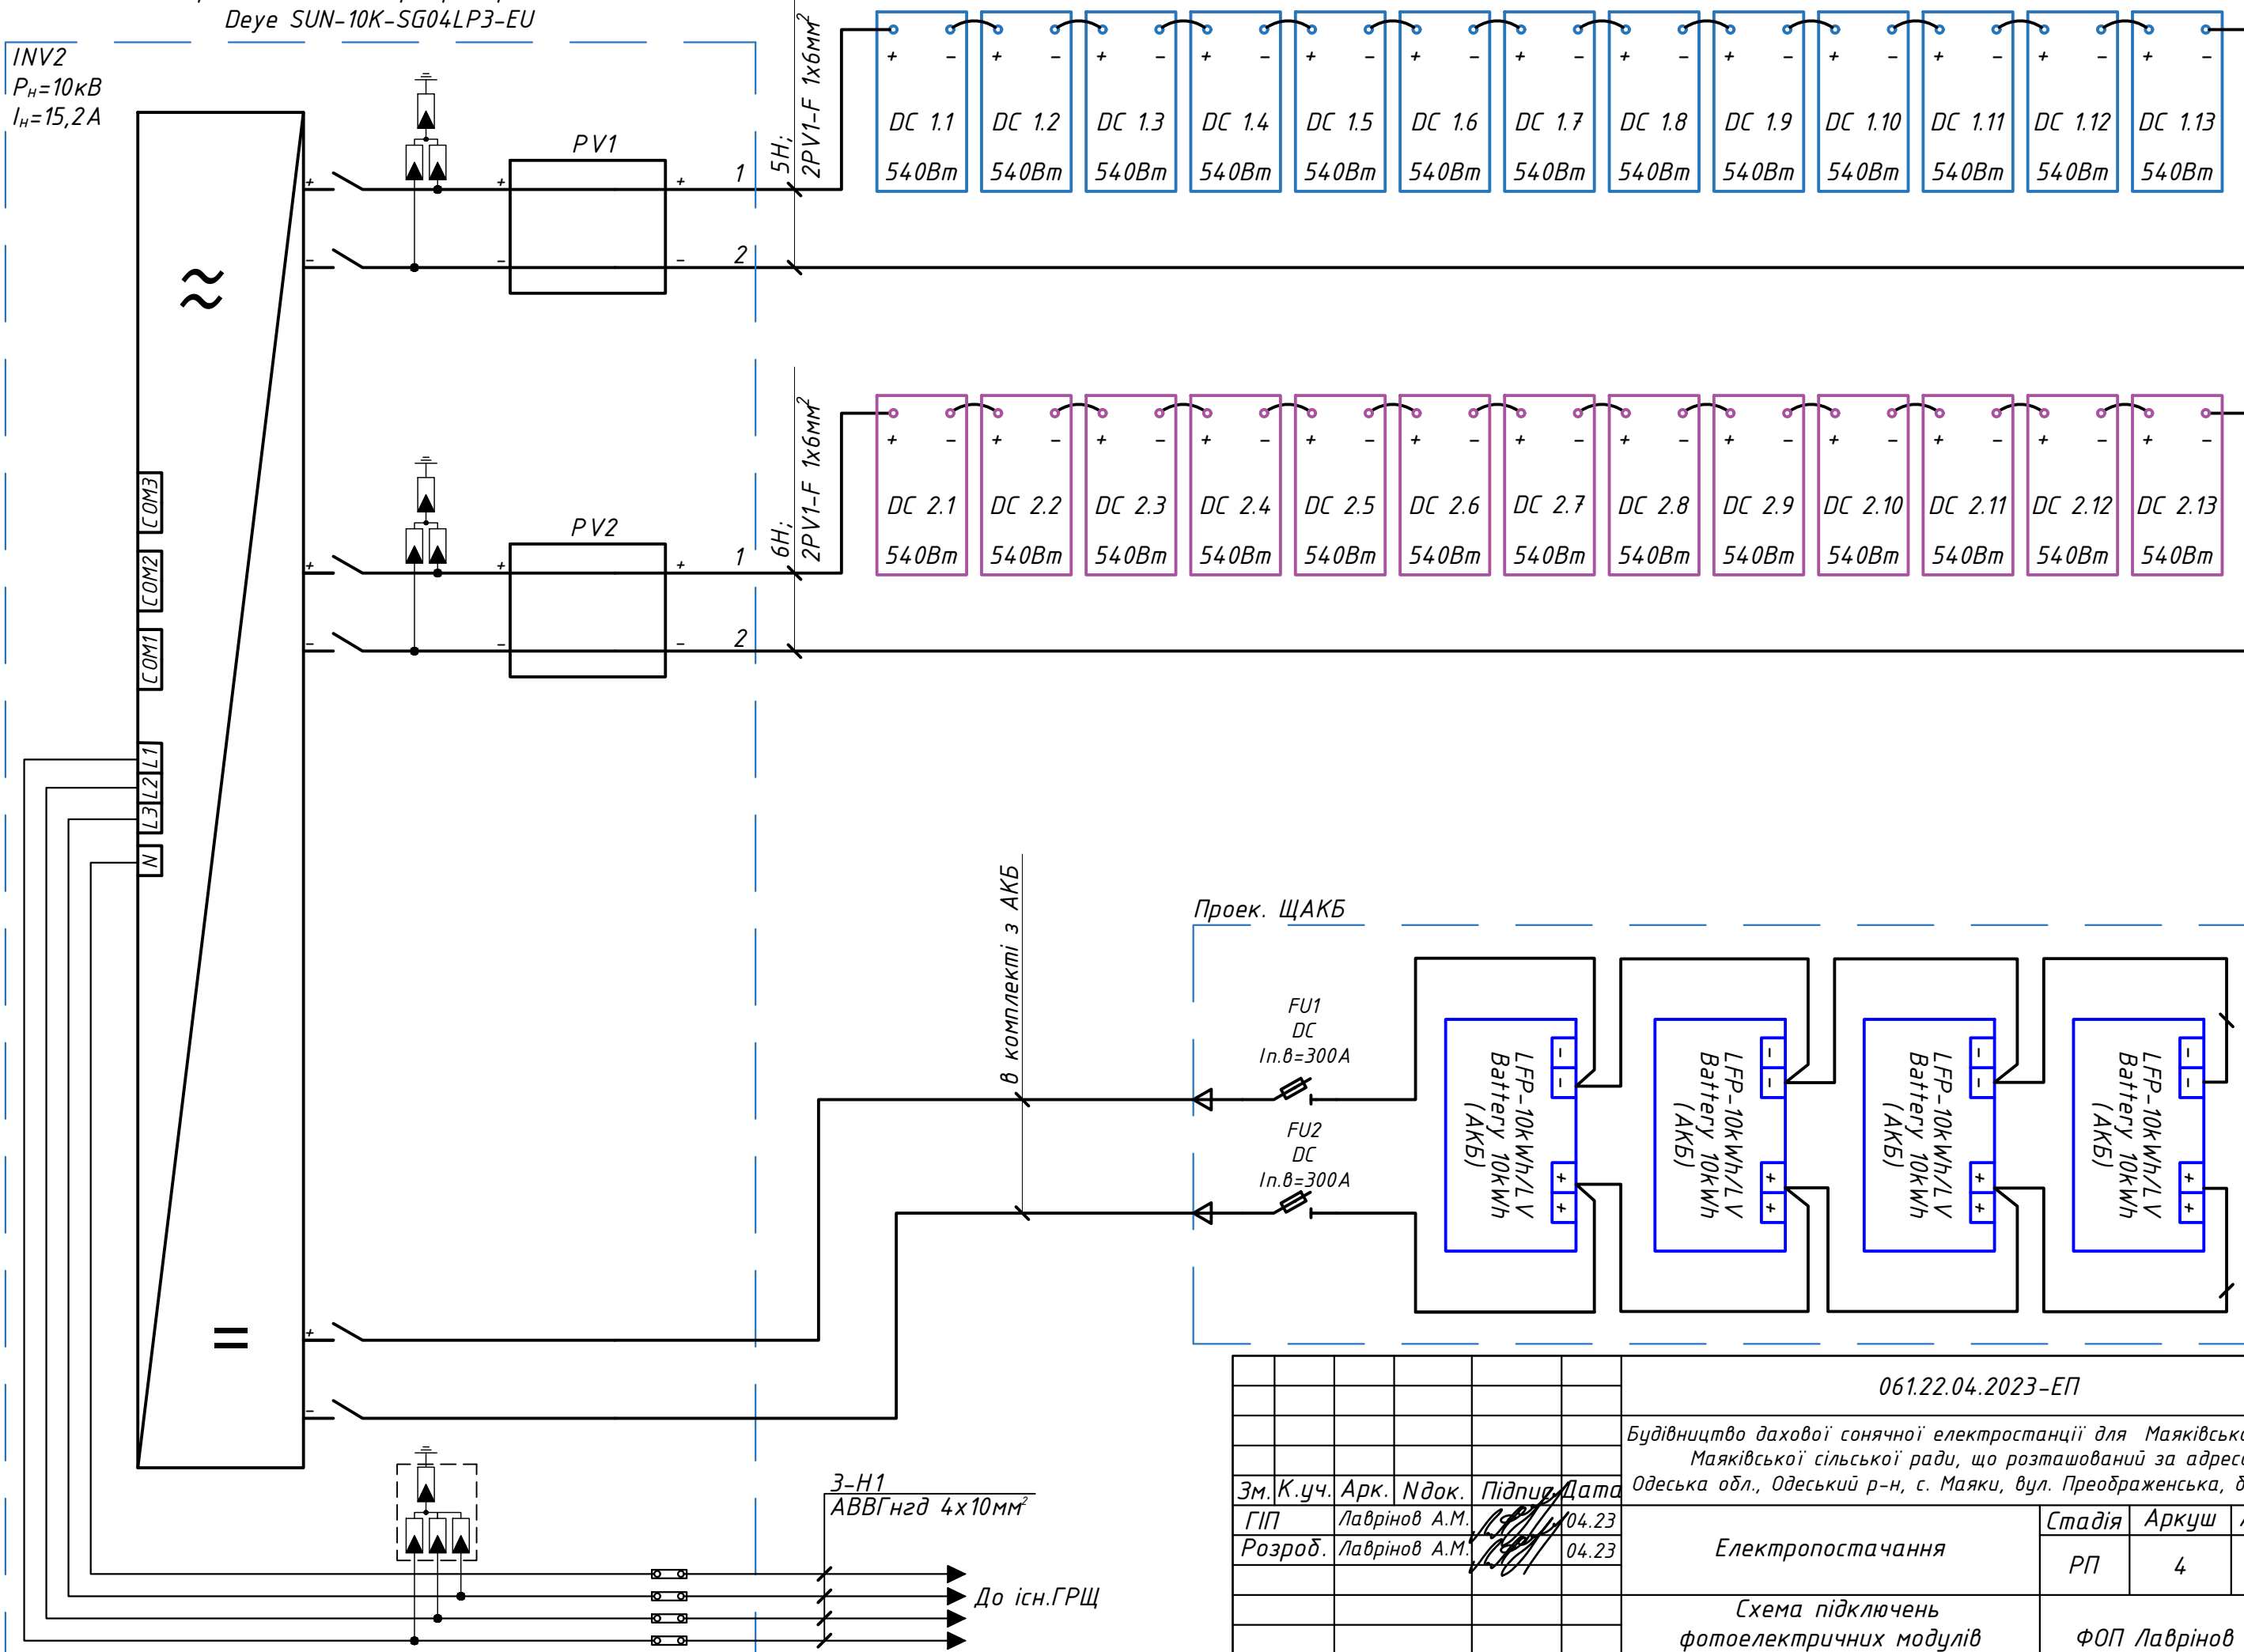 Deye SUN-10K-SG04LP3-EU
INV2
Pн=10кВ
Iн=15,2А
PV1
+ + + 1
- - - 2
5Н;
2PV1-F 1х6мм²
+ - + - + - + - + - + - + - + - + - + - + - + - + -
DC 1.1 DC 1.2 DC 1.3 DC 1.4 DC 1.5 DC 1.6 DC 1.7 DC 1.8 DC 1.9 DC 1.10 DC 1.11 DC 1.12 DC 1.13
540Вт 540Вт 540Вт 540Вт 540Вт 540Вт 540Вт 540Вт 540Вт 540Вт 540Вт 540Вт 540Вт
PV2
+ + + 1
- - - 2
6Н;
2PV1-F 1х6мм²
+ - + - + - + - + - + - + - + - + - + - + - + - + -
DC 2.1 DC 2.2 DC 2.3 DC 2.4 DC 2.5 DC 2.6 DC 2.7 DC 2.8 DC 2.9 DC 2.10 DC 2.11 DC 2.12 DC 2.13
540Вт 540Вт 540Вт 540Вт 540Вт 540Вт 540Вт 540Вт 540Вт 540Вт 540Вт 540Вт 540Вт
COM3
COM2
COM1
L1
L2
L3
N
в комплекті з АКБ
Проек. ЩАКБ
FU1
DC
Iп.в=300А
FU2
DC
Iп.в=300А
LFP-10kWh/LV
Battery 10kWh
(АКБ)
- - + +
LFP-10kWh/LV
Battery 10kWh
(АКБ)
- - + +
LFP-10kWh/LV
Battery 10kWh
(АКБ)
- - + +
LFP-10kWh/LV
Battery 10kWh
(АКБ)
- - + +
+
-
3-Н1
АВВГнгд 4х10мм²
До існ.ГРЩ
061.22.04.2023-ЕП
Будівництво дахової сонячної електростанції для
Маяківської сільської ради, що розташований за
Одеська обл., Одеський р-н, с. Маяки, вул. Преображенська,
Зм. К.уч. Арк. Nдок. Підпис Дата
ГІП Лаврінов А.М. 04.23
Розроб. Лаврінов А.М. 04.23
Електропостачання
Стадія Аркуш
РП 4
Схема підключень
фотоелектричних модулів
ФОП Лаврінов